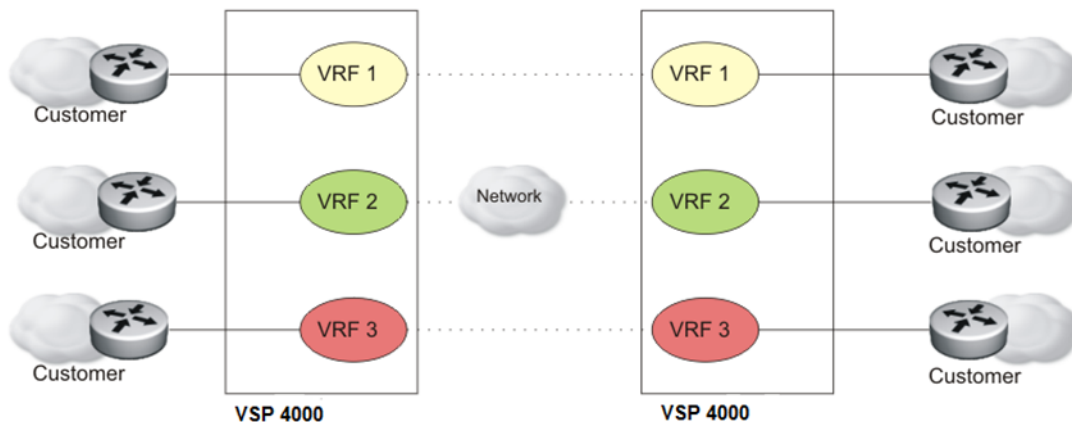 VRF 1
VRF 1
Customer
Customer
VRF 2
Network
VRF 2
Customer
Customer
VRF 3
VRF 3
Customer
Customer
VSP 4000
VSP 4000